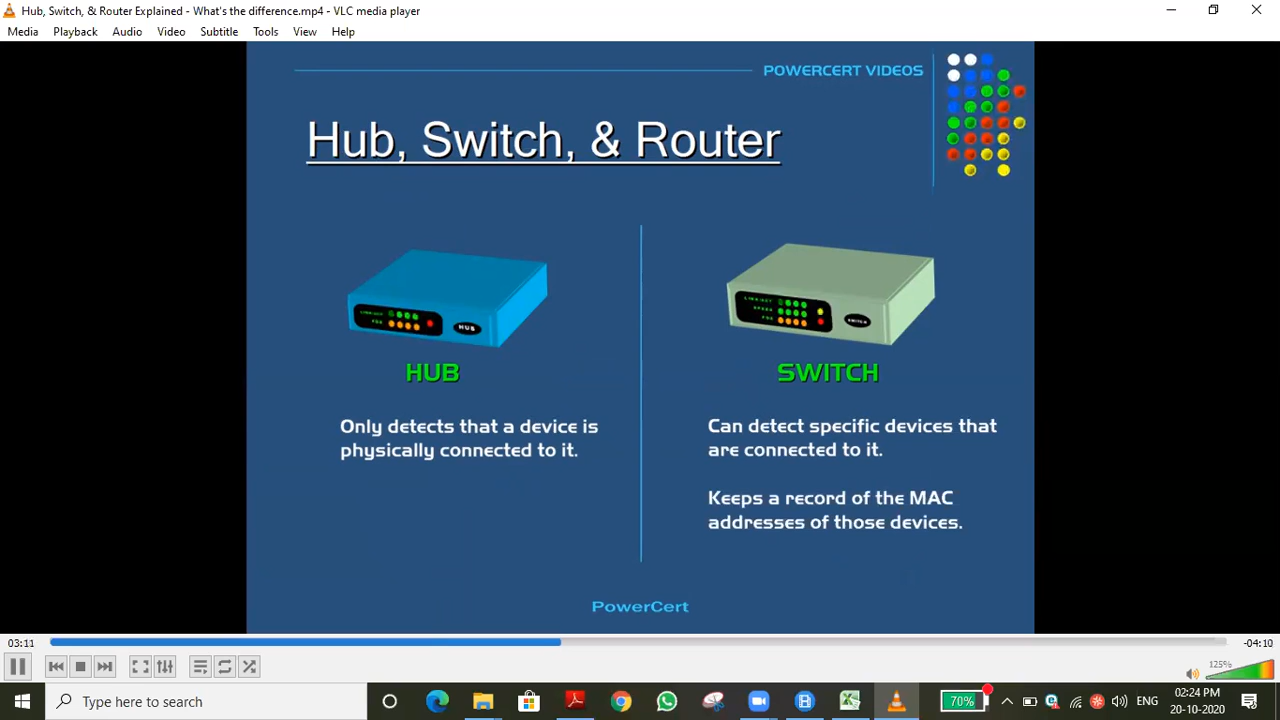 Hub, Switch, & Router Explained - What's the difference.mp4 - VLC media player
Media Playback Audio Video Subtitle Tools View Help
POWERCERT VIDEOS
Hub, Switch, & Router
HUB
SWITCH
HUB
SWITCH
Only detects that a device is
physically connected to it.
Can detect specific devices that
are connected to it.
Keeps a record of the MAC
addresses of those devices.
PowerCert
03:11
-04:10
125%
Type here to search
70%
ENG
02:24 PM
20-10-2020